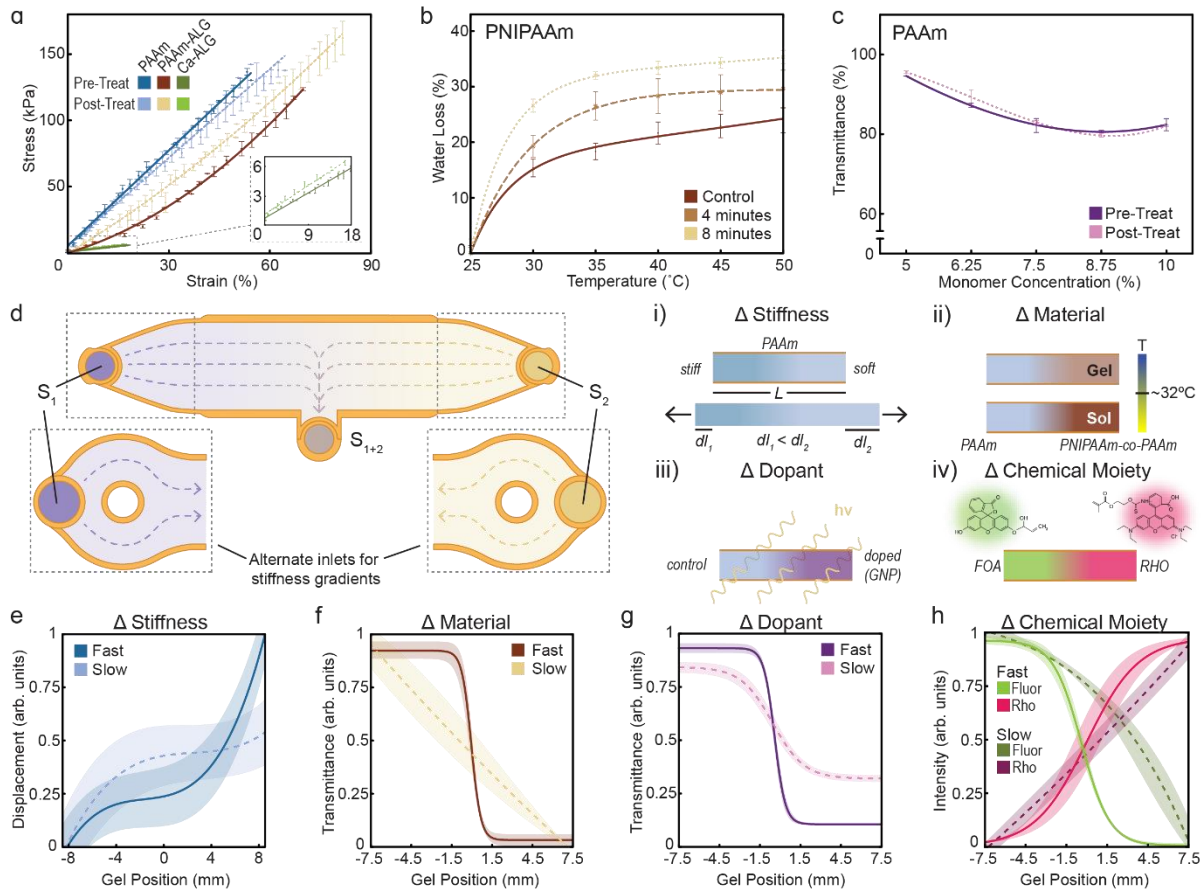 a
PAAm
PAAm-ALG
Ca-ALG
Pre-Treat
Post-Treat
Stress (kPa)
150
100
50
0
30
60
90
Strain (%)
6
3
0
9
18
b
PNIPAAm
Water Loss (%)
40
30
20
10
0
25
30
35
40
45
50
Temperature (˚C)
Control
4 minutes
8 minutes
c
PAAm
Transmittance (%)
100
80
60
0
5
6.25
7.5
8.75
10
Monomer Concentration (%)
Pre-Treat
Post-Treat
d
S1
S2
S1+2
Alternate inlets for
stiffness gradients
i)
Δ Stiffness
PAAm
stiff
soft
L
dl1
dl1 < dl2
dl2
ii)
Δ Material
Gel
Sol
T
~32ºC
PAAm
PNIPAAm-co-PAAm
iii)
Δ Dopant
hv
control
doped
(GNP)
iv)
Δ Chemical Moiety
FOA
RHO
e
Δ Stiffness
Fast
Slow
Displacement (arb. units)
1
0.75
0.5
0.25
0
-8
-4
0
4
8
Gel Position (mm)
f
Δ Material
Fast
Slow
Transmittance (arb. units)
1
0.75
0.5
0.25
0
-7.5
-4.5
-1.5
1.5
4.5
7.5
Gel Position (mm)
g
Δ Dopant
Fast
Slow
Transmittance (arb. units)
1
0.75
0.5
0.25
0
-7.5
-4.5
-1.5
1.5
4.5
7.5
Gel Position (mm)
h
Δ Chemical Moiety
Fast
Fluor
Rho
Slow
Fluor
Rho
Intensity (arb. units)
1
0.75
0.5
0.25
0
-7.5
-4.5
-1.5
1.5
4.5
7.5
Gel Position (mm)